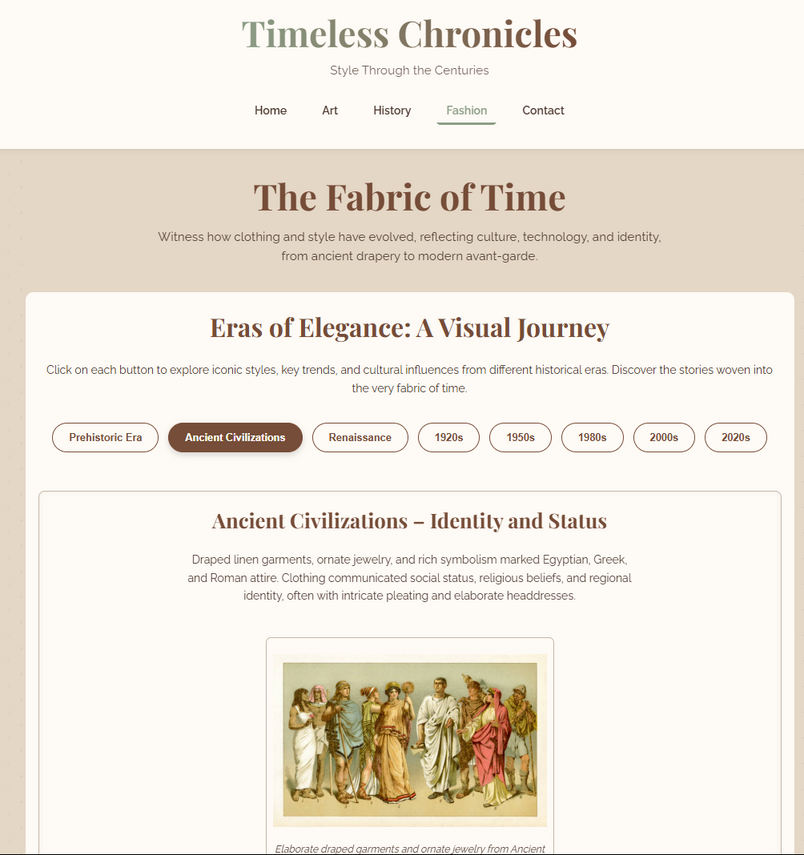 Timeless Chronicles
Style Through the Centuries
Home Art History Fashion Contact
The Fabric of Time
Witness how clothing and style have evolved, reflecting culture, technology, and identity,
from ancient drapery to modern avant-garde.
Eras of Elegance: A Visual Journey
Click on each button to explore iconic styles, key trends, and cultural influences from different historical eras. Discover the stories woven into
the very fabric of time.
Prehistoric Era Ancient Civilizations Renaissance 1920s 1950s 1980s 2000s 2020s
Ancient Civilizations – Identity and Status
Draped linen garments, ornate jewelry, and rich symbolism marked Egyptian, Greek,
and Roman attire. Clothing communicated social status, religious beliefs, and regional
identity, often with intricate pleating and elaborate headdresses.
Elaborate draped garments and ornate jewelry from Ancient